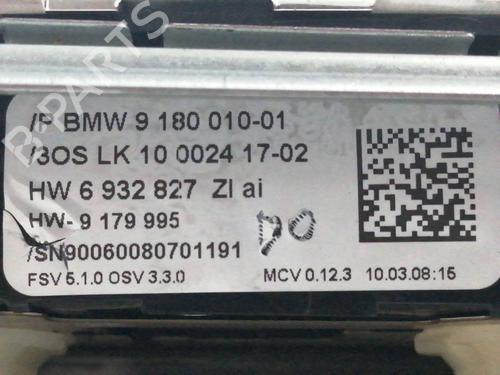 /P BMW 9 180 010-01
/3OS LK 10 0024 17-02
HW 6 932 827 ZI ai
HW- 9 179 995
/SN90060080701191
FSV 5.1.0 OSV 3.3.0 MCV 0.12.3 10.03.08:15